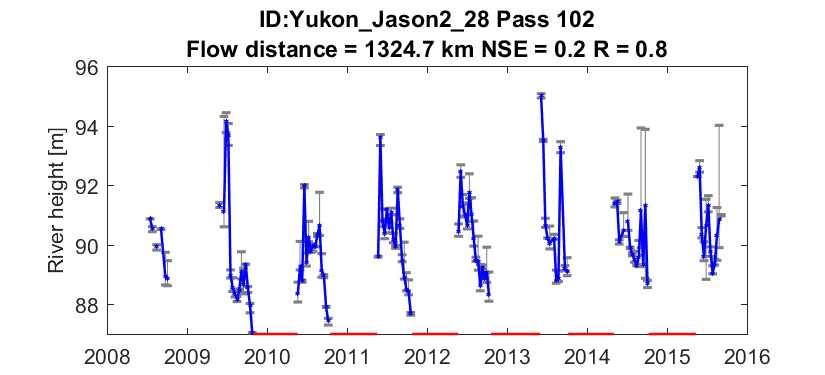 ID:Yukon_Jason2_28 Pass 102
Flow distance = 1324.7 km NSE = 0.2 R = 0.8
96
94
92
90
88
River height [m]
2008 2009 2010 2011 2012 2013 2014 2015 2016